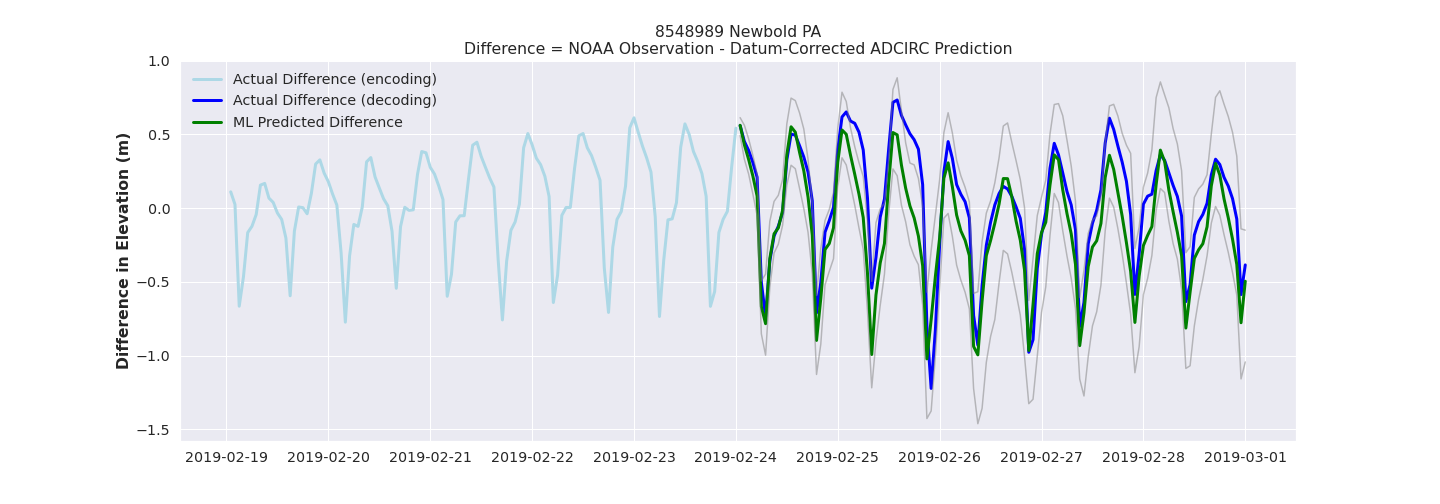 8548989 Newbold PA
Difference = NOAA Observation - Datum-Corrected ADCIRC Prediction
Difference in Elevation (m)
1.0
0.5
0.0
−0.5
−1.0
−1.5
Actual Difference (encoding)
Actual Difference (decoding)
ML Predicted Difference
2019-02-19 2019-02-20 2019-02-21 2019-02-22 2019-02-23 2019-02-24 2019-02-25 2019-02-26 2019-02-27 2019-02-28 2019-03-01